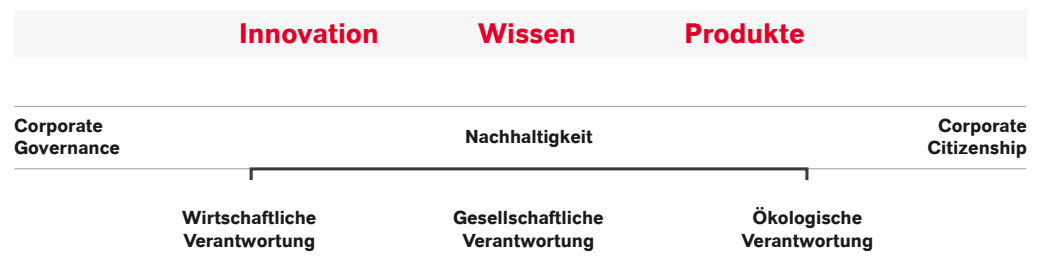 Innovation Wissen Produkte
Corporate
Governance
Nachhaltigkeit
Corporate
Citizenship
Wirtschaftliche
Verantwortung
Gesellschaftliche
Verantwortung
Ökologische
Verantwortung